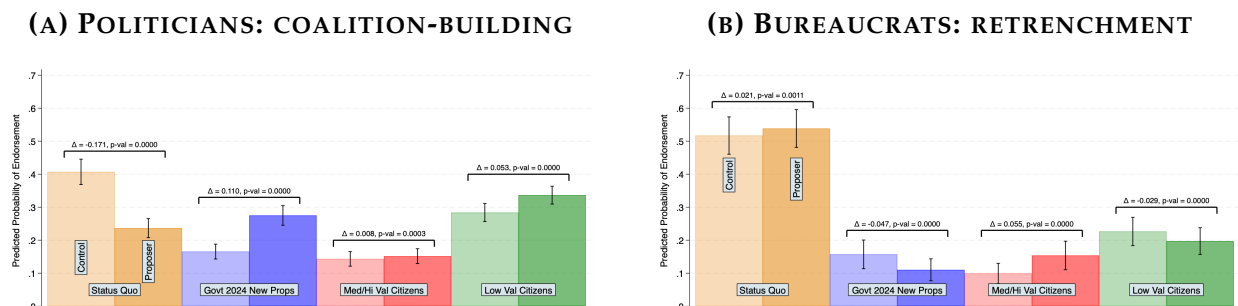 (A) POLITICIANS: COALITION-BUILDING
Predicted Probability of Endorsement
.7
.6
.5
.4
.3
.2
.1
0
Δ = -0.171, p-val = 0.0000
Δ = 0.110, p-val = 0.0000
Δ = 0.008, p-val = 0.0003
Δ = 0.053, p-val = 0.0000
Control
Proposer
Status Quo
Govt 2024 New Props
Med/Hi Val Citizens
Low Val Citizens
(B) BUREAUCRATS: RETRENCHMENT
Predicted Probability of Endorsement
.7
.6
.5
.4
.3
.2
.1
0
Δ = 0.021, p-val = 0.0011
Δ = -0.047, p-val = 0.0000
Δ = 0.055, p-val = 0.0000
Δ = -0.029, p-val = 0.0000
Control
Proposer
Status Quo
Govt 2024 New Props
Med/Hi Val Citizens
Low Val Citizens